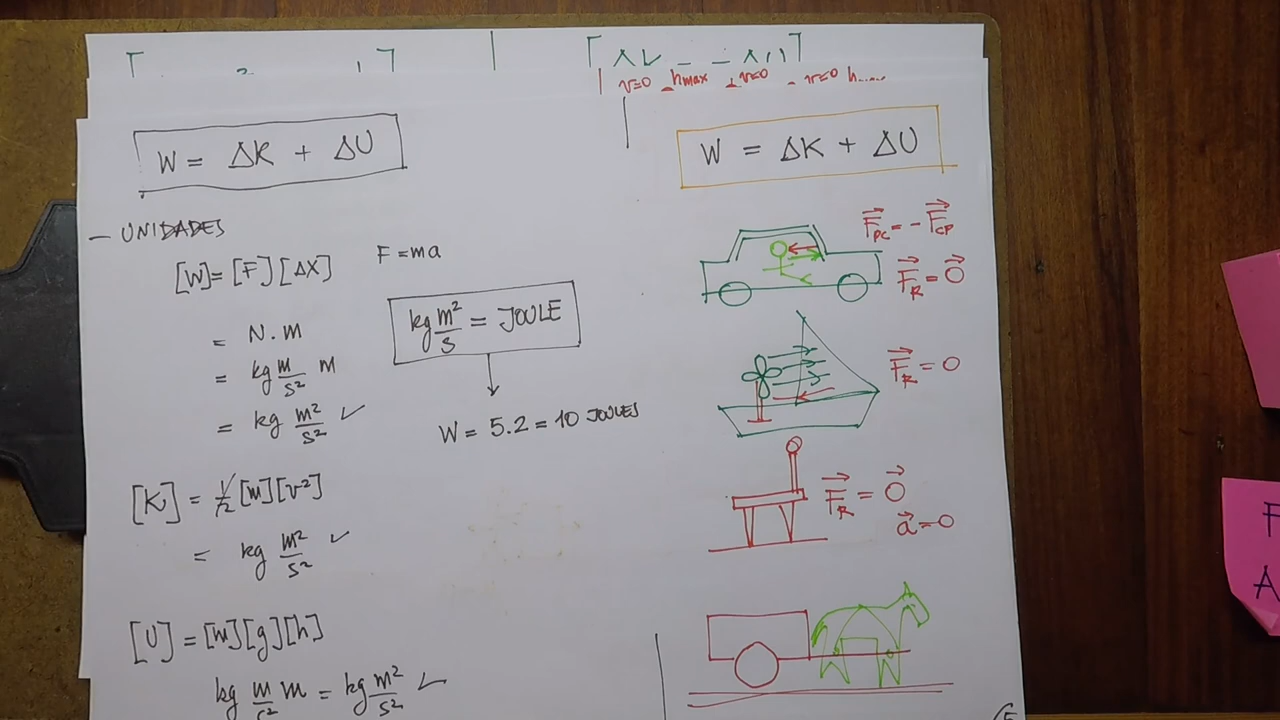 v=0 hmax v=0
W = ΔK + ΔU
— UNIDADES
[W]=[F][ΔX]
F = ma
= N.m
= kg m/s² m
= kg m²/s² ✓
kg m²/s = JOULE
W = 5.2 = 10 JOULES
[K] = 1/2 [m][v²]
= kg m²/s² ✓
[U] = [m][g][h]
kg m/s² m = kg m²/s² ✓
W = ΔK + ΔU
F⃗PC = -F⃗CP
F⃗R = 0⃗
F⃗R = 0
F⃗R = 0⃗
a⃗=0
F
A